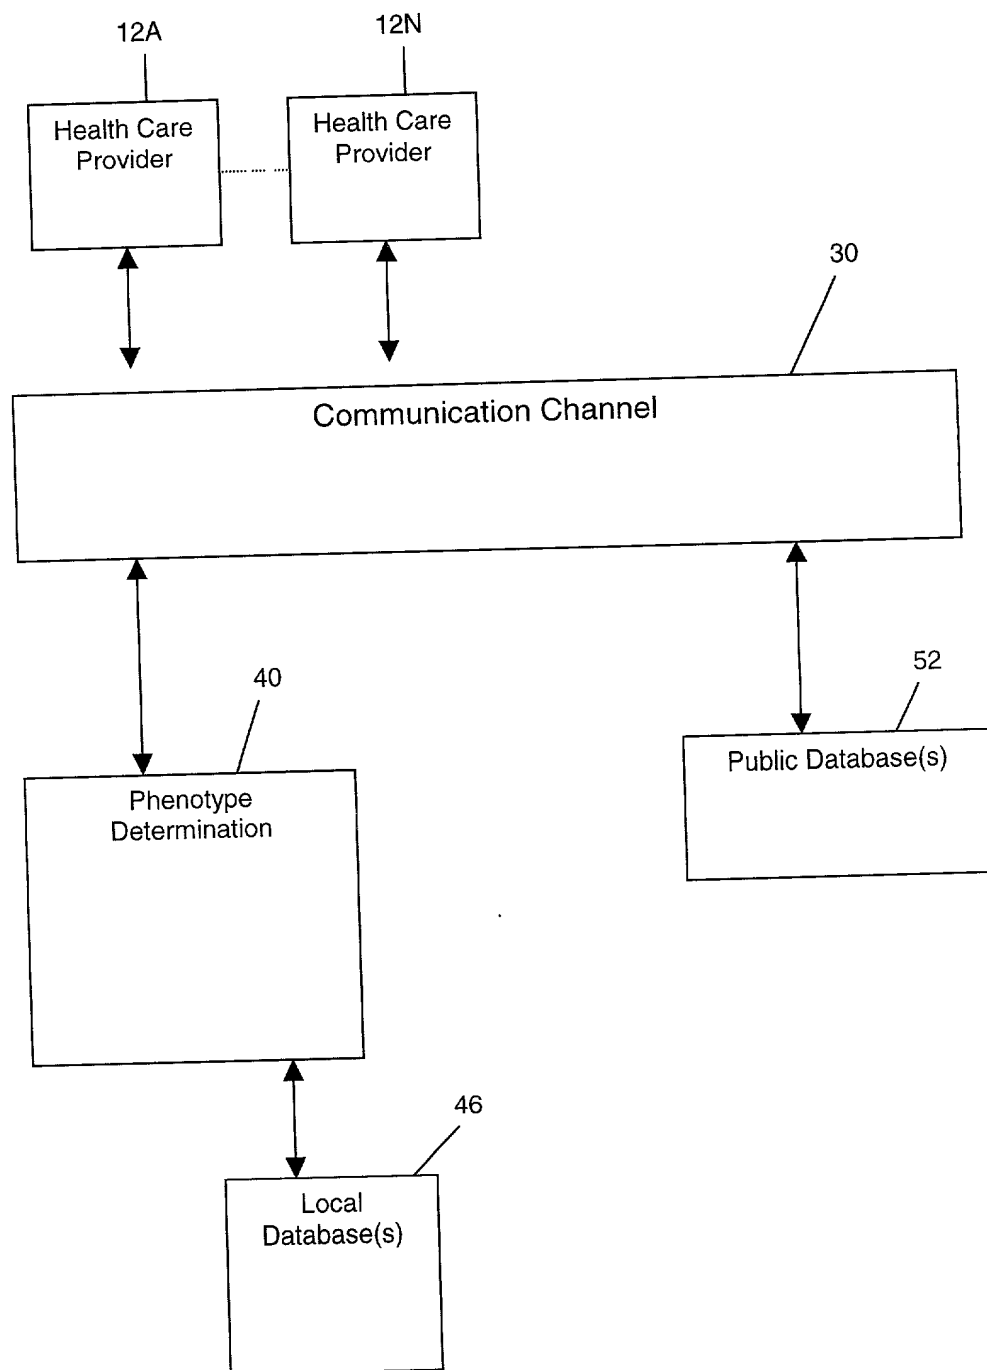 12A
12N
Health Care
Provider
Health Care
Provider
30
Communication Channel
40
52
Phenotype
Determination
Public Database(s)
46
Local
Database(s)